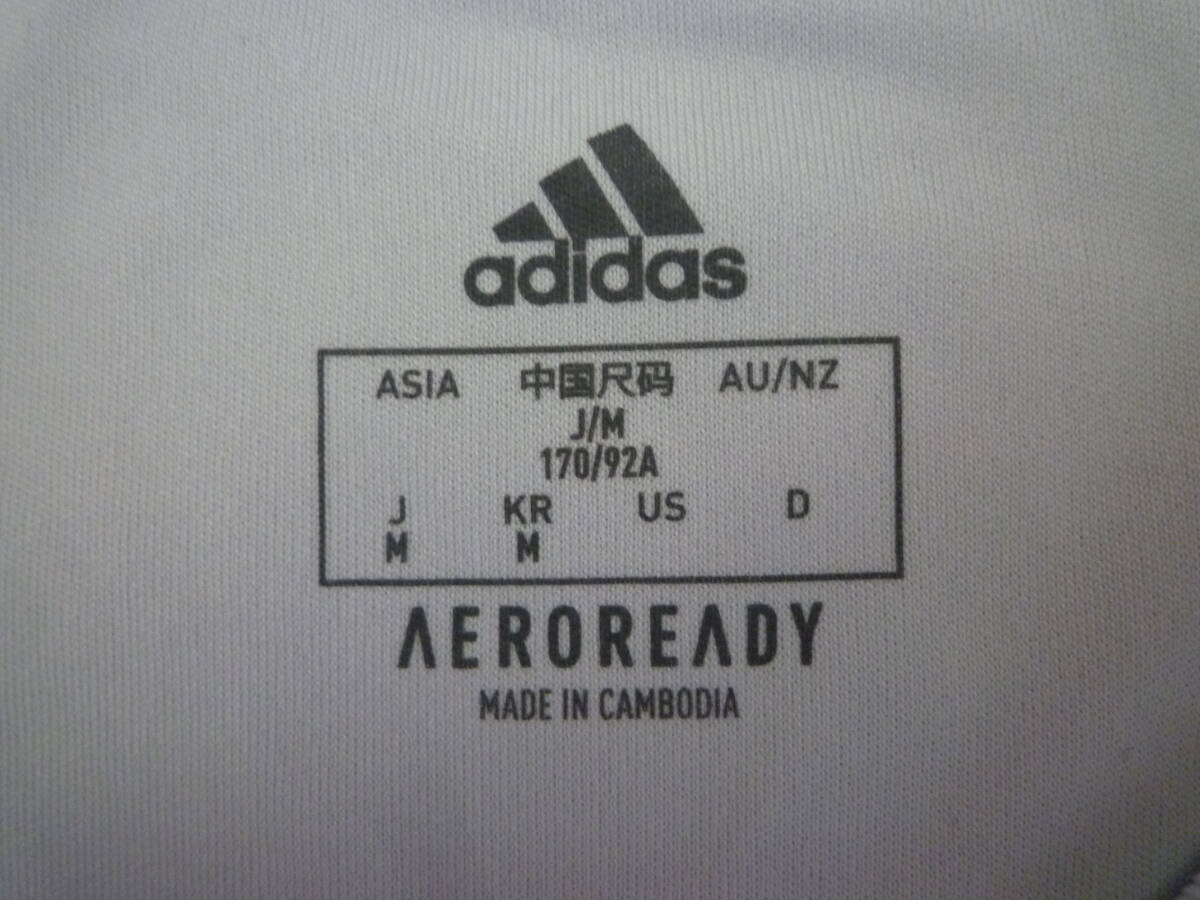 adidas
ASIA 中国尺码 AU/NZ
J/M
170/92A
J KR US D
M M
AEROREADY
MADE IN CAMBODIA